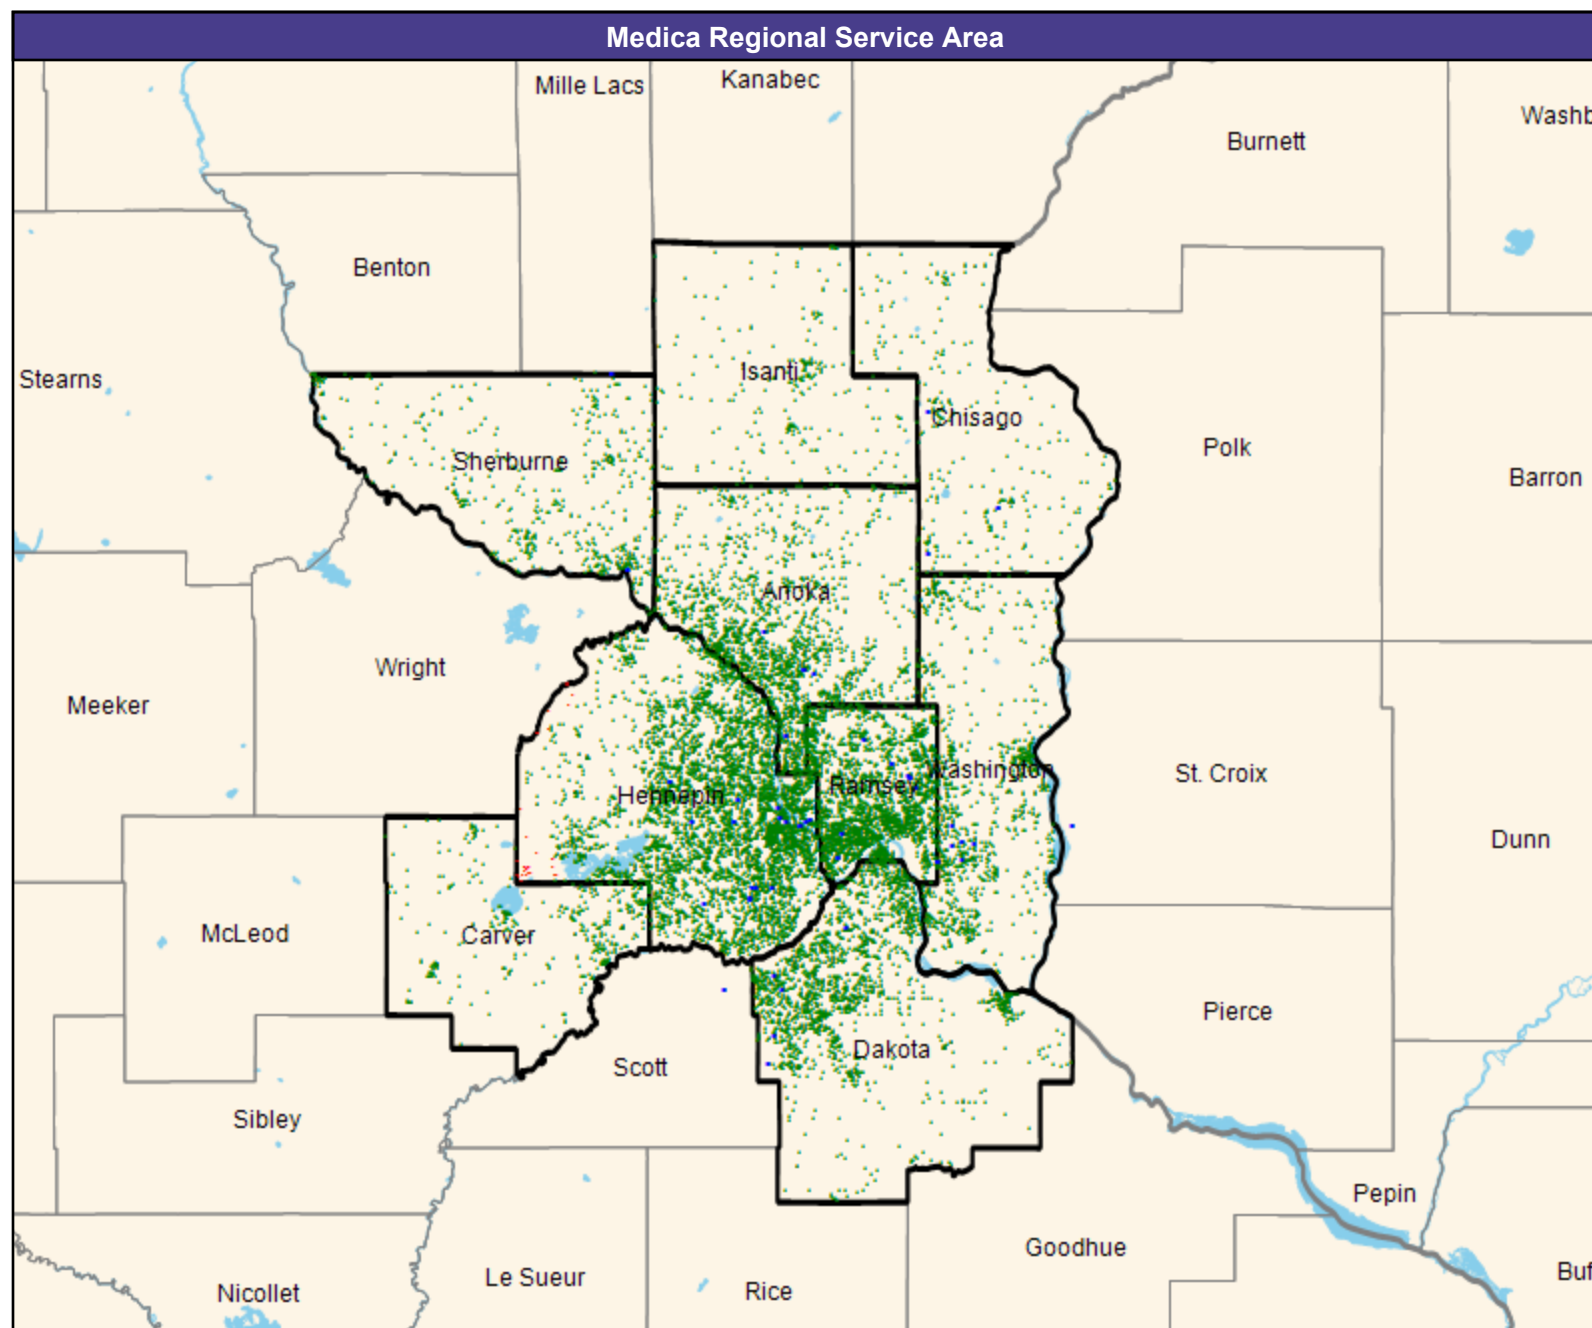 Medica Regional Service Area
Mille Lacs
Kanabec
Washb
Burnett
Benton
Stearns
Isanti
Chisago
Sherburne
Polk
Barron
Anoka
Wright
Meeker
Washington
St. Croix
Hennepin
Ramsey
Dunn
McLeod
Carver
Pierce
Dakota
Scott
Sibley
Pepin
Goodhue
Buf
Le Sueur
Rice
Nicollet